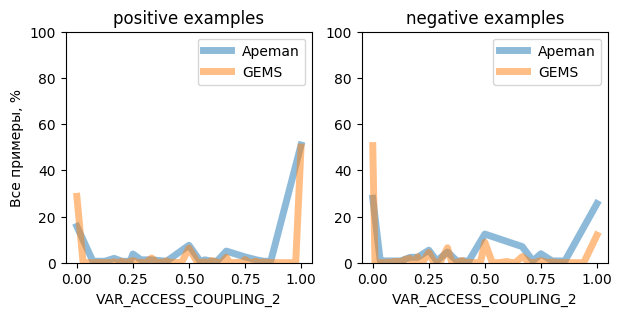 positive examples
negative examples
Все примеры, %
100
80
60
40
20
0
0.00 0.25 0.50 0.75 1.00
VAR_ACCESS_COUPLING_2
Apeman
GEMS
100
80
60
40
20
0
0.00 0.25 0.50 0.75 1.00
VAR_ACCESS_COUPLING_2
Apeman
GEMS